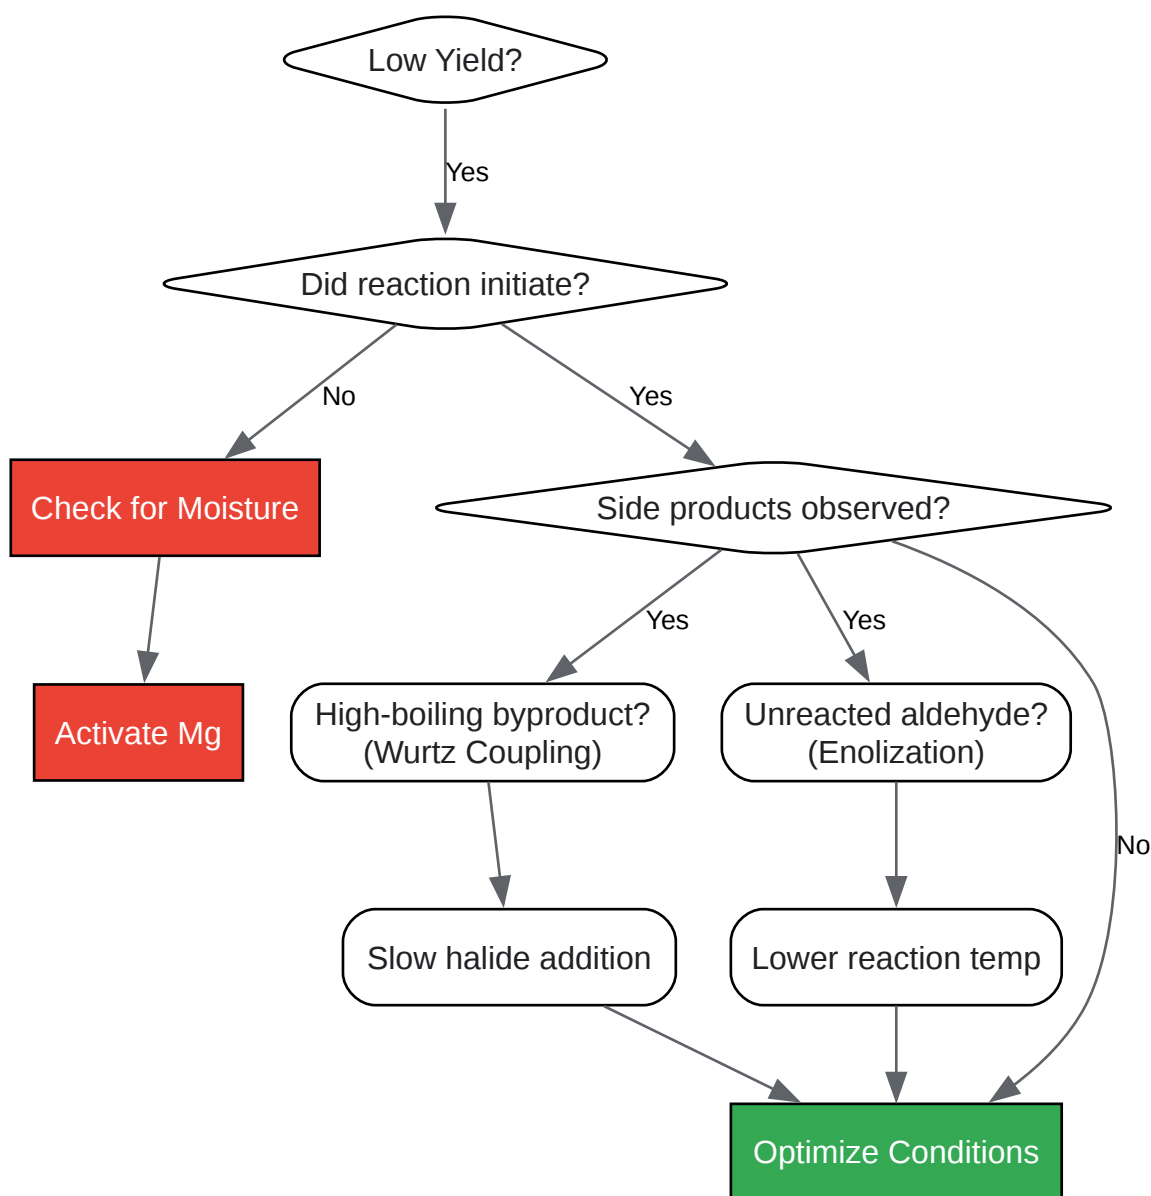 Low Yield?
Yes
Did reaction initiate?
No
Yes
Check for Moisture
Side products observed?
Yes
Yes
Activate Mg
High-boiling byproduct?
(Wurtz Coupling)
Unreacted aldehyde?
(Enolization)
No
Slow halide addition
Lower reaction temp
Optimize Conditions